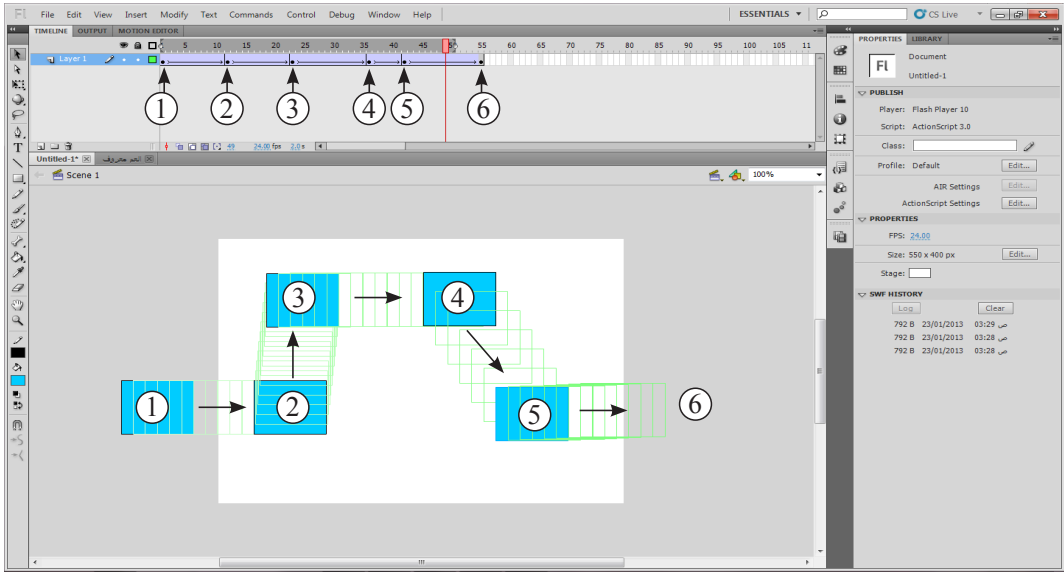 Fl File Edit View Insert Modify Text Commands Control Debug Window Help ESSENTIALS CS Live
TIMELINE OUTPUT MOTION EDITOR
5 10 15 20 25 30 35 40 45 50 55 60 65 70 75 80 85 90 95 100 105 11
Layer 1
1 2 3 4 5 6
49 24.00 fps 2.0 s
Untitled-1* انجم معروف
Scene 1 100%
3 4
1 2 5 6
PROPERTIES LIBRARY
Fl Document
Untitled-1
PUBLISH
Player: Flash Player 10
Script: ActionScript 3.0
Class:
Profile: Default Edit...
AIR Settings Edit...
ActionScript Settings Edit...
PROPERTIES
FPS: 24.00
Size: 550 x 400 px Edit...
Stage:
SWF HISTORY
Log Clear
792 B 23/01/2013 03:29 ص
792 B 23/01/2013 03:28 ص
792 B 23/01/2013 03:28 ص